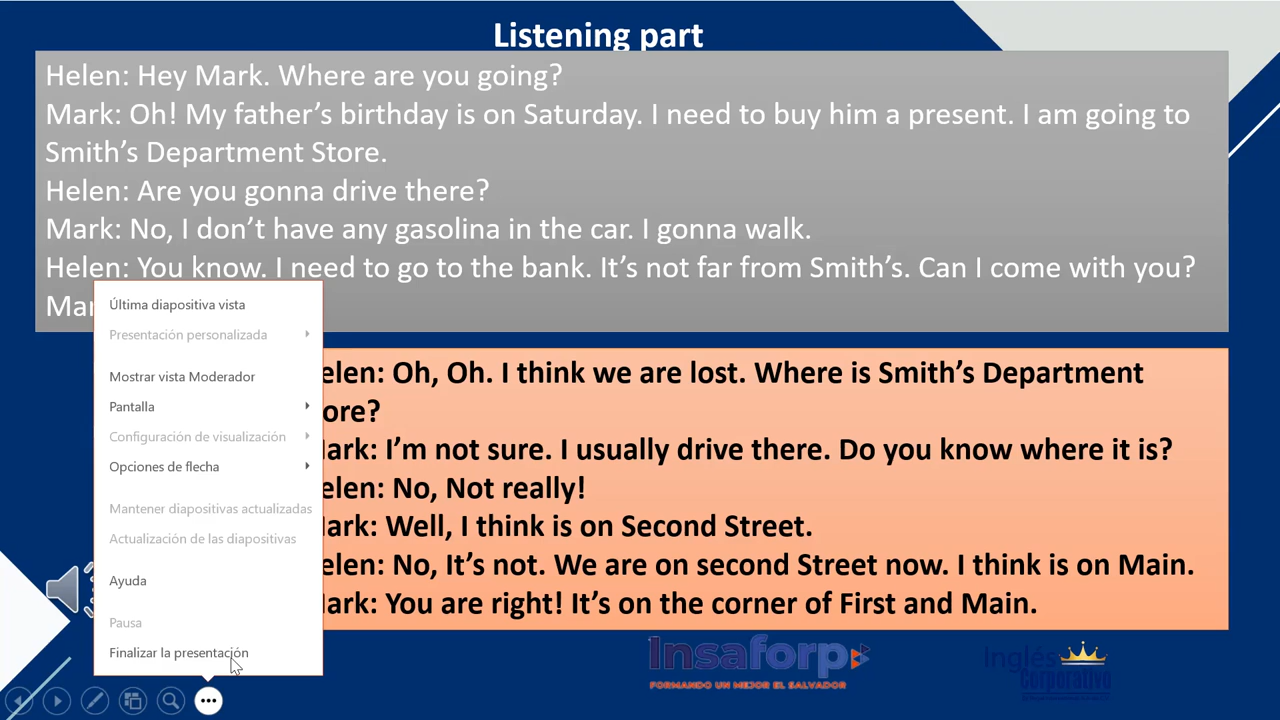 Listening part
Helen: Hey Mark. Where are you going?
Mark: Oh! My father’s birthday is on Saturday. I need to buy him a present. I am going to
Smith’s Department Store.
Helen: Are you gonna drive there?
Mark: No, I don’t have any gasolina in the car. I gonna walk.
Helen: You know. I need to go to the bank. It’s not far from Smith’s. Can I come with you?
Mar
elen: Oh, Oh. I think we are lost. Where is Smith’s Department
ore?
ark: I’m not sure. I usually drive there. Do you know where it is?
elen: No, Not really!
ark: Well, I think is on Second Street.
elen: No, It’s not. We are on second Street now. I think is on Main.
ark: You are right! It’s on the corner of First and Main.
Última diapositiva vista
Presentación personalizada
Mostrar vista Moderador
Pantalla
Configuración de visualización
Opciones de flecha
Mantener diapositivas actualizadas
Actualización de las diapositivas
Ayuda
Pausa
Finalizar la presentación
Insaforp
FORMANDO UN MEJOR EL SALVADOR
Inglés
Corporativo